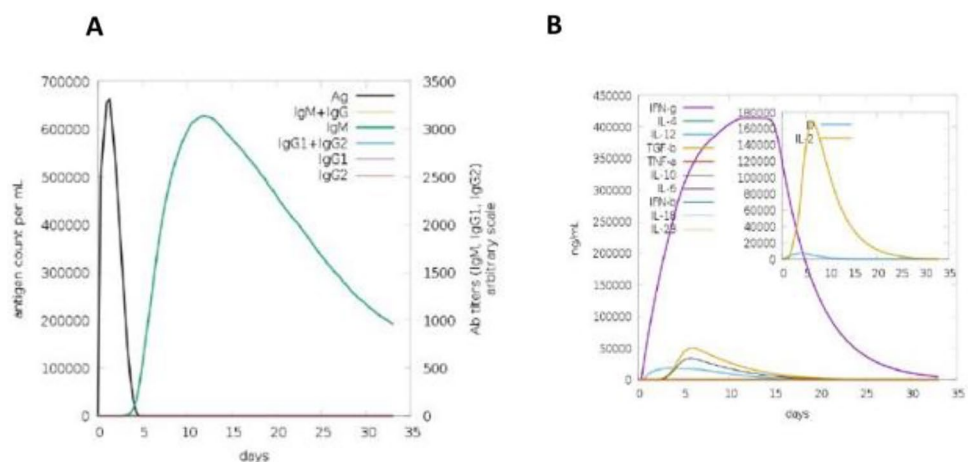 A
B
700000
600000
500000
400000
300000
200000
100000
0
3500
3000
2500
2000
1500
1000
500
0
Ag
IgM+IgG
IgM
IgG1+IgG2
IgG1
IgG2
antigen count per mL
Ab titers (IgM, IgG1, IgG2)
arbitrary scale
0 5 10 15 20 25 30 35
days
450000
400000
350000
300000
250000
200000
150000
100000
50000
0
IFN-g
IL-4
IL-12
TGF-b
TNF-a
IL-10
IL-6
IFN-b
IL-18
IL-23
ng/mL
180000
160000
140000
120000
100000
80000
60000
40000
20000
0
D
IL-2
0 5 10 15 20 25 30 35
0 5 10 15 20 25 30 35
days